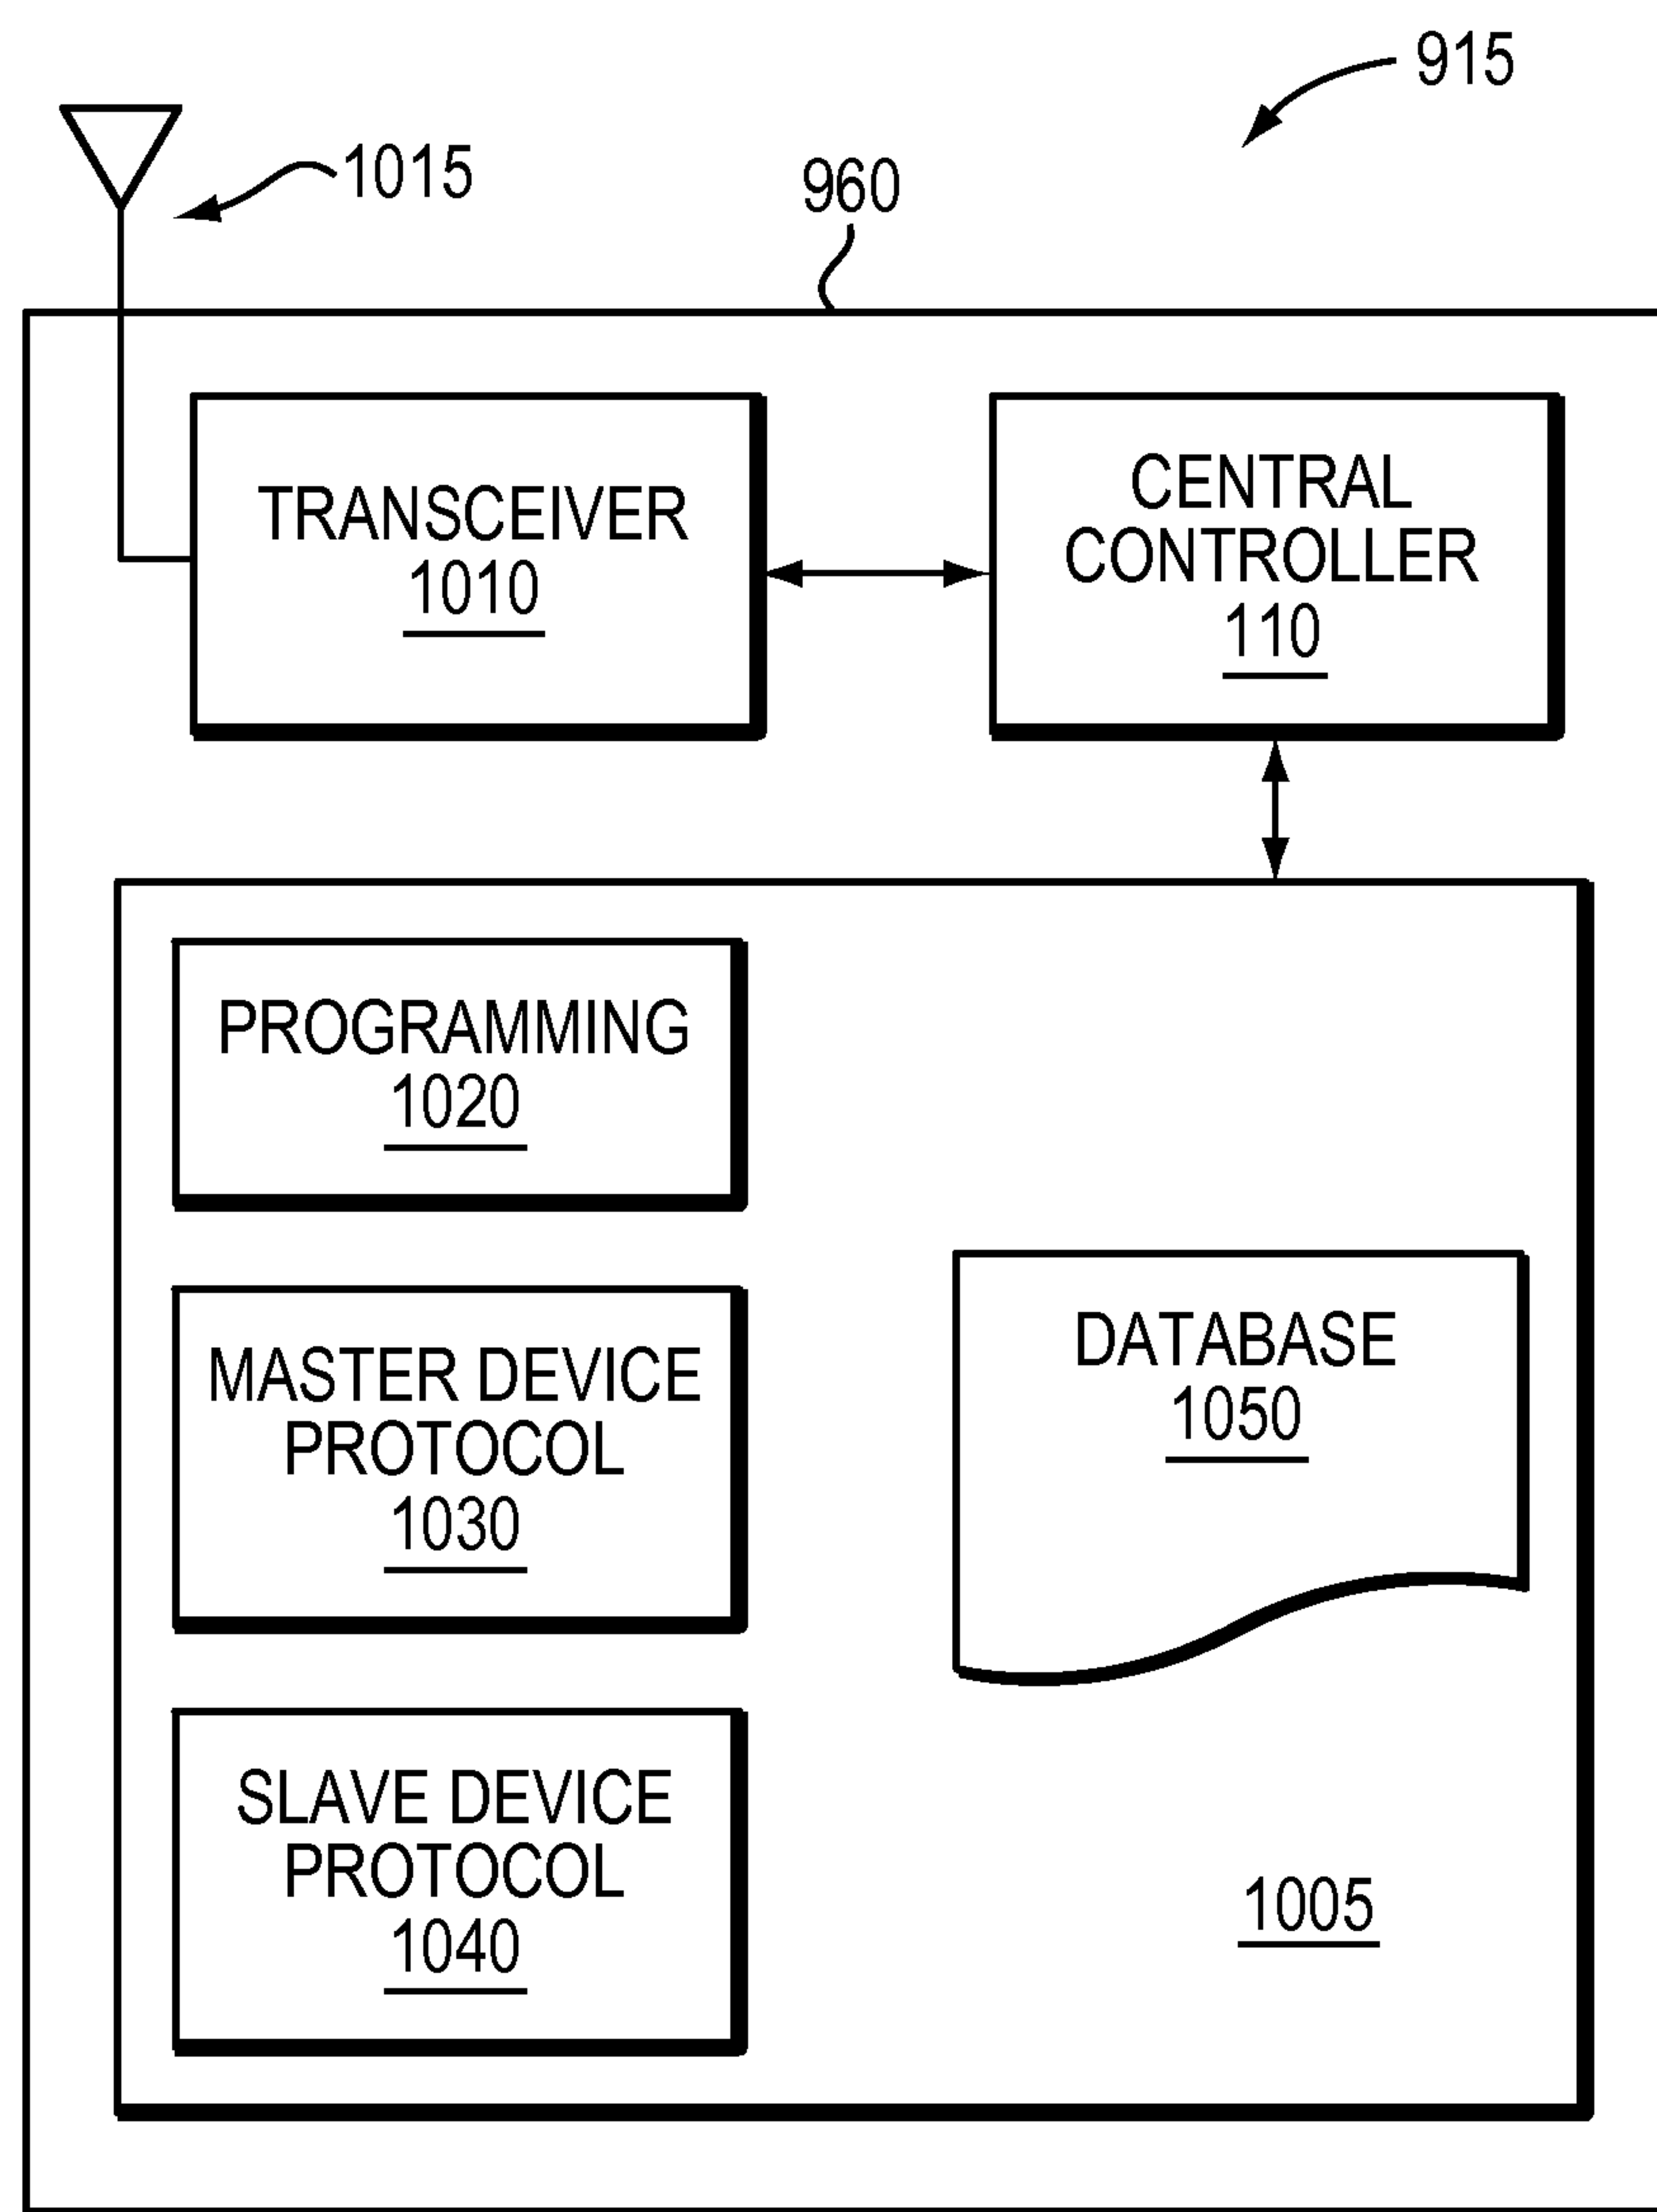 915
1015
960
TRANSCEIVER
1010
CENTRAL
CONTROLLER
110
PROGRAMMING
1020
MASTER DEVICE
PROTOCOL
1030
DATABASE
1050
SLAVE DEVICE
PROTOCOL
1040
1005